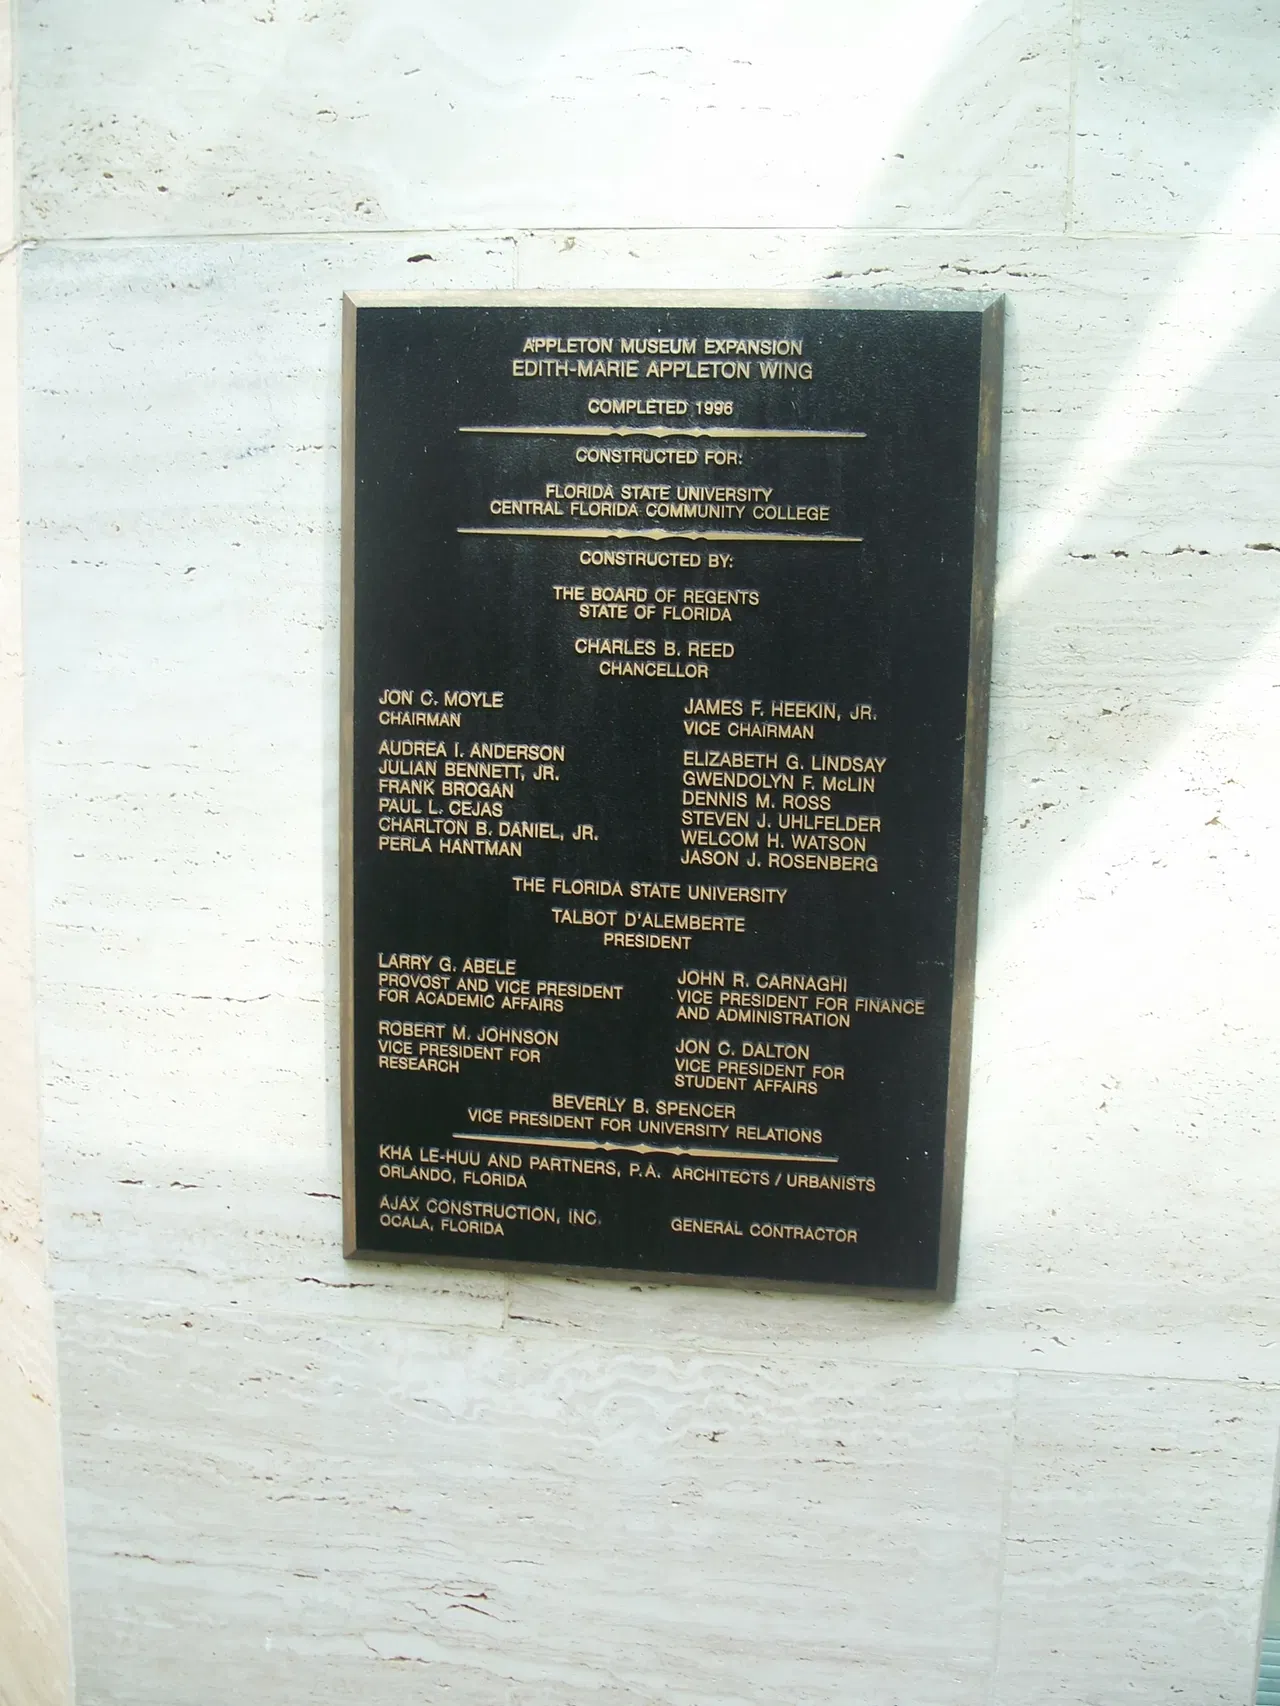 APPLETON MUSEUM EXPANSION
EDITH-MARIE APPLETON WING
COMPLETED 1996
CONSTRUCTED FOR:
FLORIDA STATE UNIVERSITY
CENTRAL FLORIDA COMMUNITY COLLEGE
CONSTRUCTED BY:
THE BOARD OF REGENTS
STATE OF FLORIDA
CHARLES B. REED
CHANCELLOR
JON C. MOYLE
CHAIRMAN
AUDREA I. ANDERSON
JULIAN BENNETT, JR.
FRANK BROGAN
PAUL L. CEJAS
CHARLTON B. DANIEL, JR.
PERLA HANTMAN
JAMES F. HEEKIN, JR.
VICE CHAIRMAN
ELIZABETH G. LINDSAY
GWENDOLYN F. McLIN
DENNIS M. ROSS
STEVEN J. UHLFELDER
WELCOM H. WATSON
JASON J. ROSENBERG
THE FLORIDA STATE UNIVERSITY
TALBOT D'ALEMBERTE
PRESIDENT
LARRY G. ABELE
PROVOST AND VICE PRESIDENT
FOR ACADEMIC AFFAIRS
ROBERT M. JOHNSON
VICE PRESIDENT FOR
RESEARCH
JOHN R. CARNAGHI
VICE PRESIDENT FOR FINANCE
AND ADMINISTRATION
JON C. DALTON
VICE PRESIDENT FOR
STUDENT AFFAIRS
BEVERLY B. SPENCER
VICE PRESIDENT FOR UNIVERSITY RELATIONS
KHA LE-HUU AND PARTNERS, P.A. ARCHITECTS / URBANISTS
ORLANDO, FLORIDA
AJAX CONSTRUCTION, INC.
OCALA, FLORIDA
GENERAL CONTRACTOR